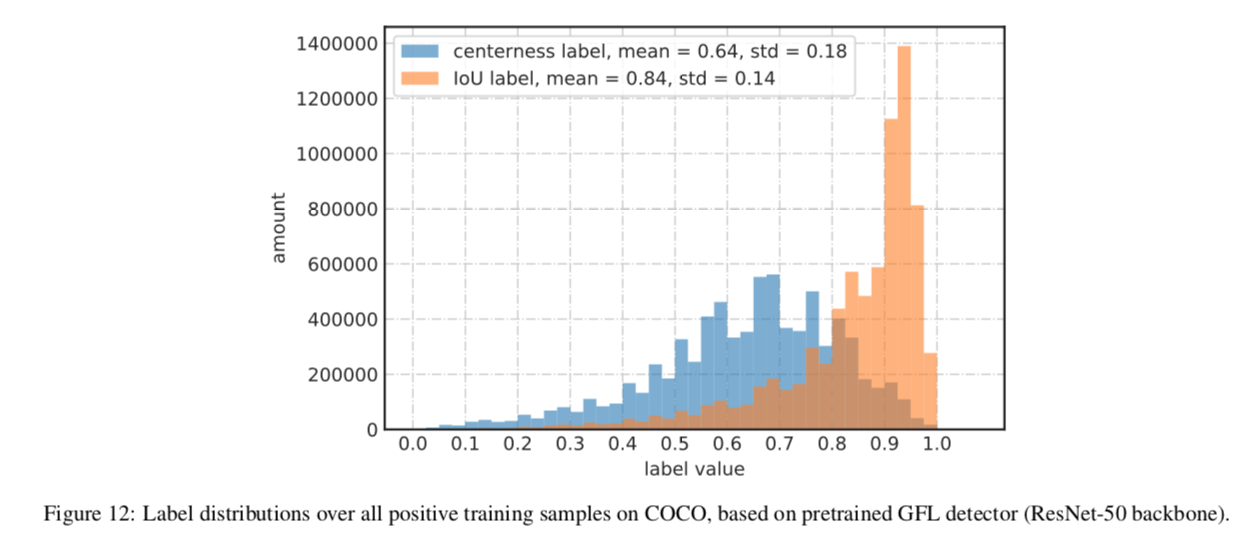 1400000
centerness label, mean = 0.64, std = 0.18
IoU label, mean = 0.84, std = 0.14
1200000
1000000
800000
600000
400000
200000
0
amount
0.0 0.1 0.2 0.3 0.4 0.5 0.6 0.7 0.8 0.9 1.0
label value
Figure 12: Label distributions over all positive training samples on COCO, based on pretrained GFL detector (ResNet-50 backbone).